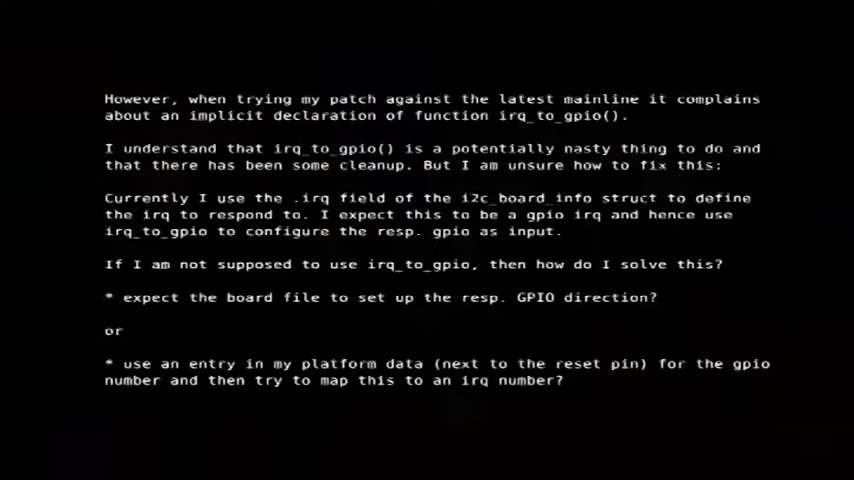 However, when trying my patch against the latest mainline it complains
about an implicit declaration of function irq_to_gpio().
I understand that irq_to_gpio() is a potentially nasty thing to do and
that there has been some cleanup. But I am unsure how to fix this:
Currently I use the .irq field of the i2c_board_info struct to define
the irq to respond to. I expect this to be a gpio irq and hence use
irq_to_gpio to configure the resp. gpio as input.
If I am not supposed to use irq_to_gpio, then how do I solve this?
* expect the board file to set up the resp. GPIO direction?
or
* use an entry in my platform data (next to the reset pin) for the gpio
number and then try to map this to an irq number?